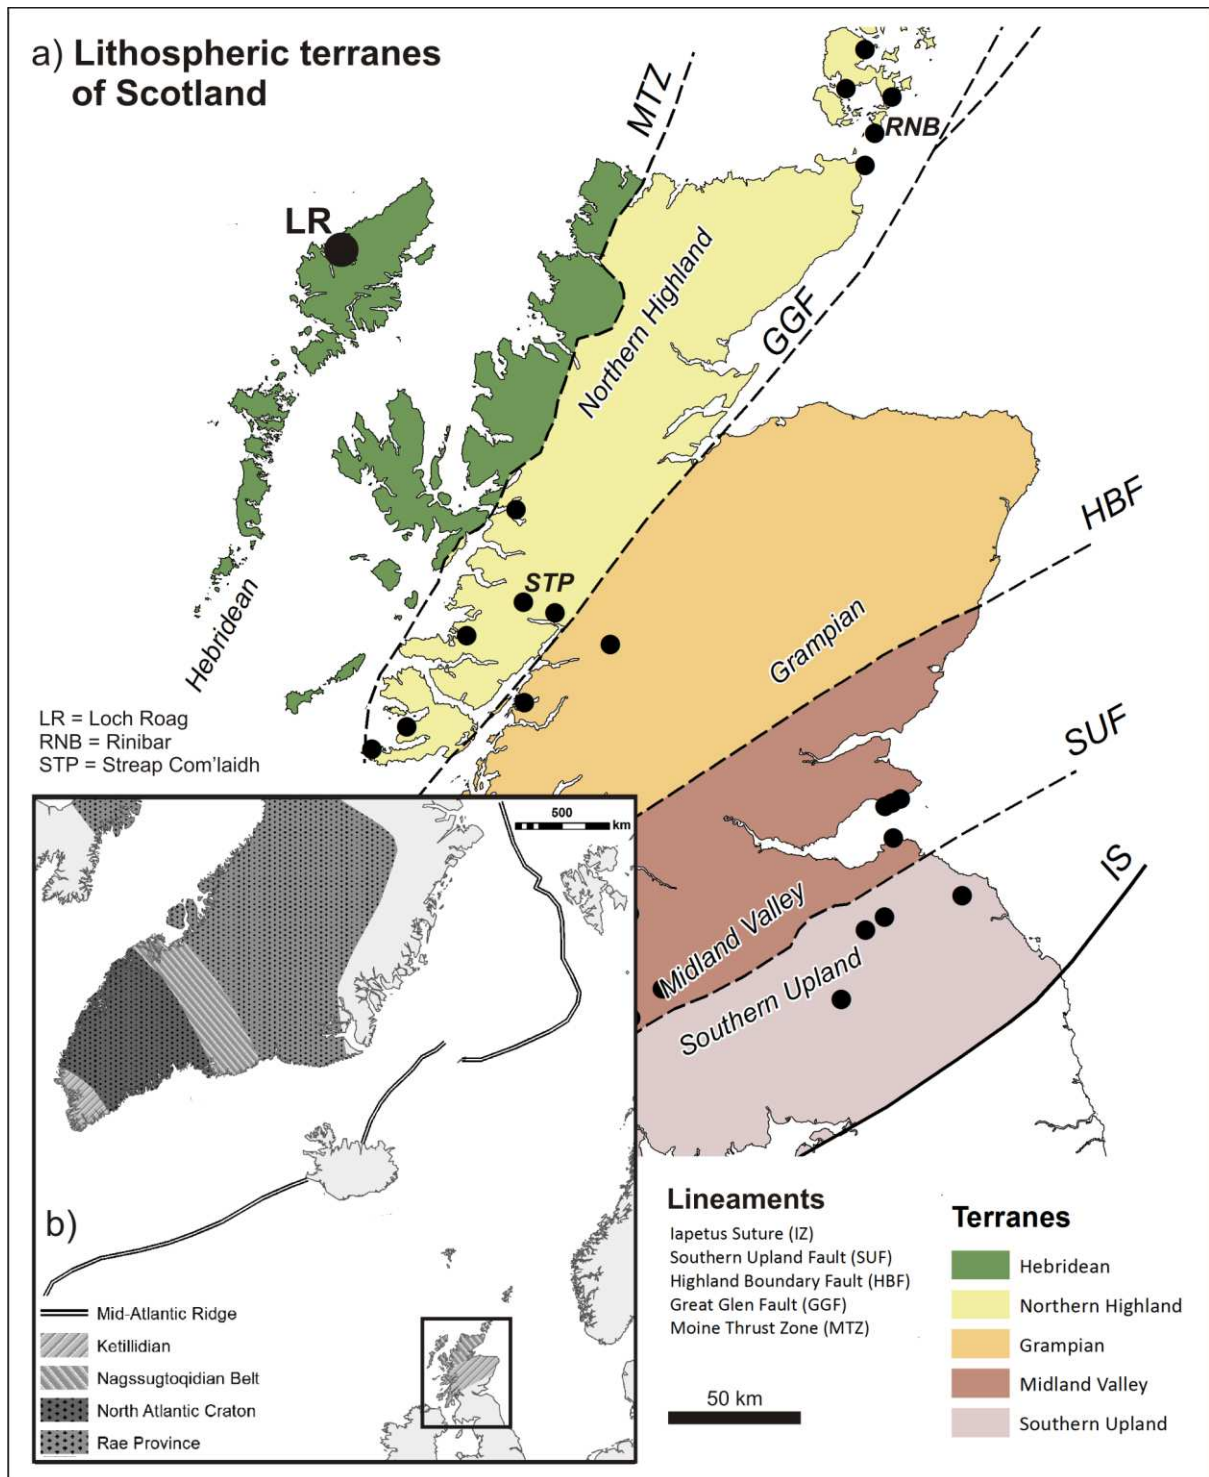 a) Lithospheric terranes
of Scotland
MTZ
RNB
LR
Northern Highland
GGF
HBF
STP
Grampian
Hebridean
SUF
LR = Loch Roag
RNB = Rinibar
STP = Streap Com'laidh
500
km
IS
Midland Valley
Southern Upland
b)
Mid-Atlantic Ridge
Ketillidian
Nagssugtoqidian Belt
North Atlantic Craton
Rae Province
Lineaments
Iapetus Suture (IZ)
Southern Upland Fault (SUF)
Highland Boundary Fault (HBF)
Great Glen Fault (GGF)
Moine Thrust Zone (MTZ)
50 km
Terranes
Hebridean
Northern Highland
Grampian
Midland Valley
Southern Upland